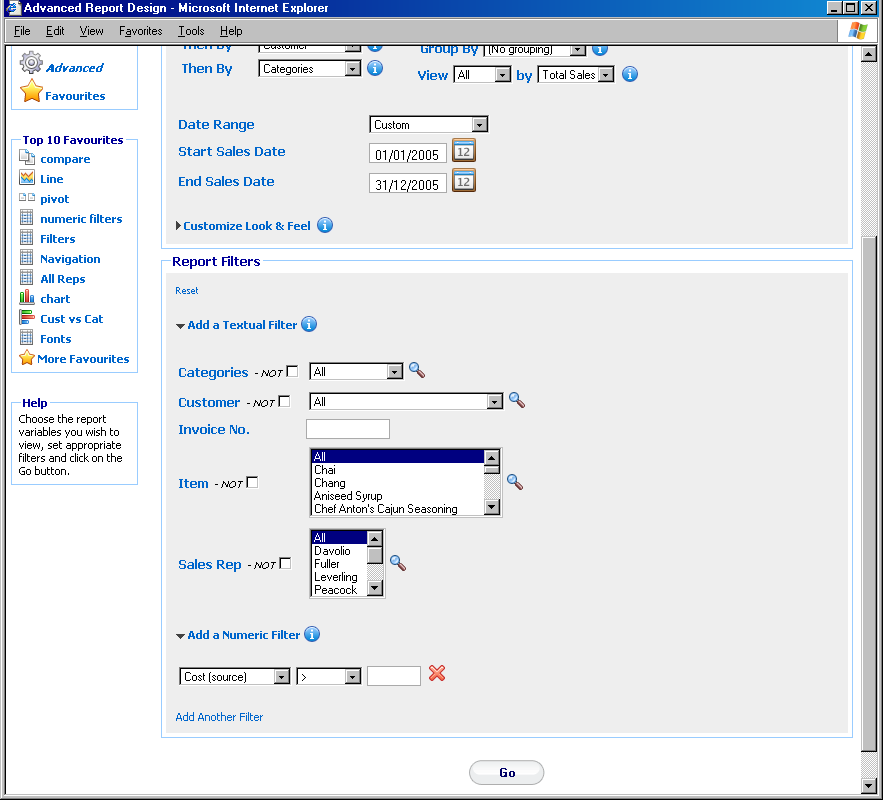 Advanced Report Design - Microsoft Internet Explorer
File Edit View Favorites Tools Help
Then By Customer Group By (No grouping)
Advanced
Then By Categories View All by Total Sales
Favourites
Top 10 Favourites
compare
Line
pivot
numeric filters
Filters
Navigation
All Reps
chart
Cust vs Cat
Fonts
More Favourites
Help
Choose the report
variables you wish to
view, set appropriate
filters and click on the
Go button.
Date Range Custom
Start Sales Date 01/01/2005 12
End Sales Date 31/12/2005 12
Customize Look & Feel
Report Filters
Reset
Add a Textual Filter
Categories - NOT All
Customer - NOT All
Invoice No.
Item - NOT
All
Chai
Chang
Aniseed Syrup
Chef Anton's Cajun Seasoning
Sales Rep - NOT
All
Davolio
Fuller
Leverling
Peacock
Add a Numeric Filter
Cost (source) >
Add Another Filter
Go